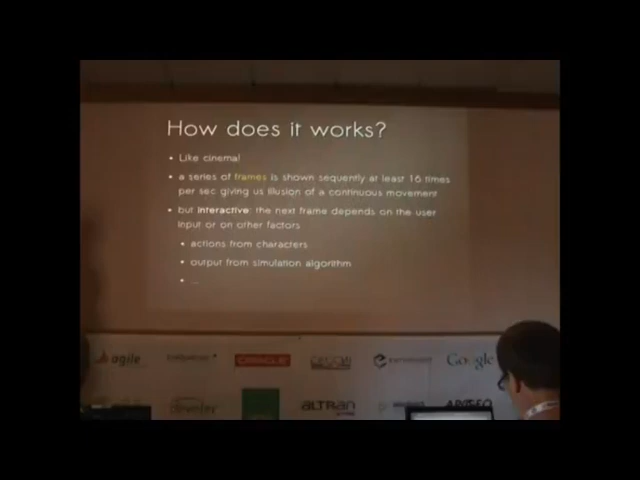 How does it works?
• Like cinema!
• a series of frames is shown sequently at least 16 times
per sec giving us illusion of a continuous movement
• but interactive: the next frame depends on the user
input or on other factors
• actions from characters
• output from simulation algorithm
• ...
agile
ORACLE
Google
ALTRAN